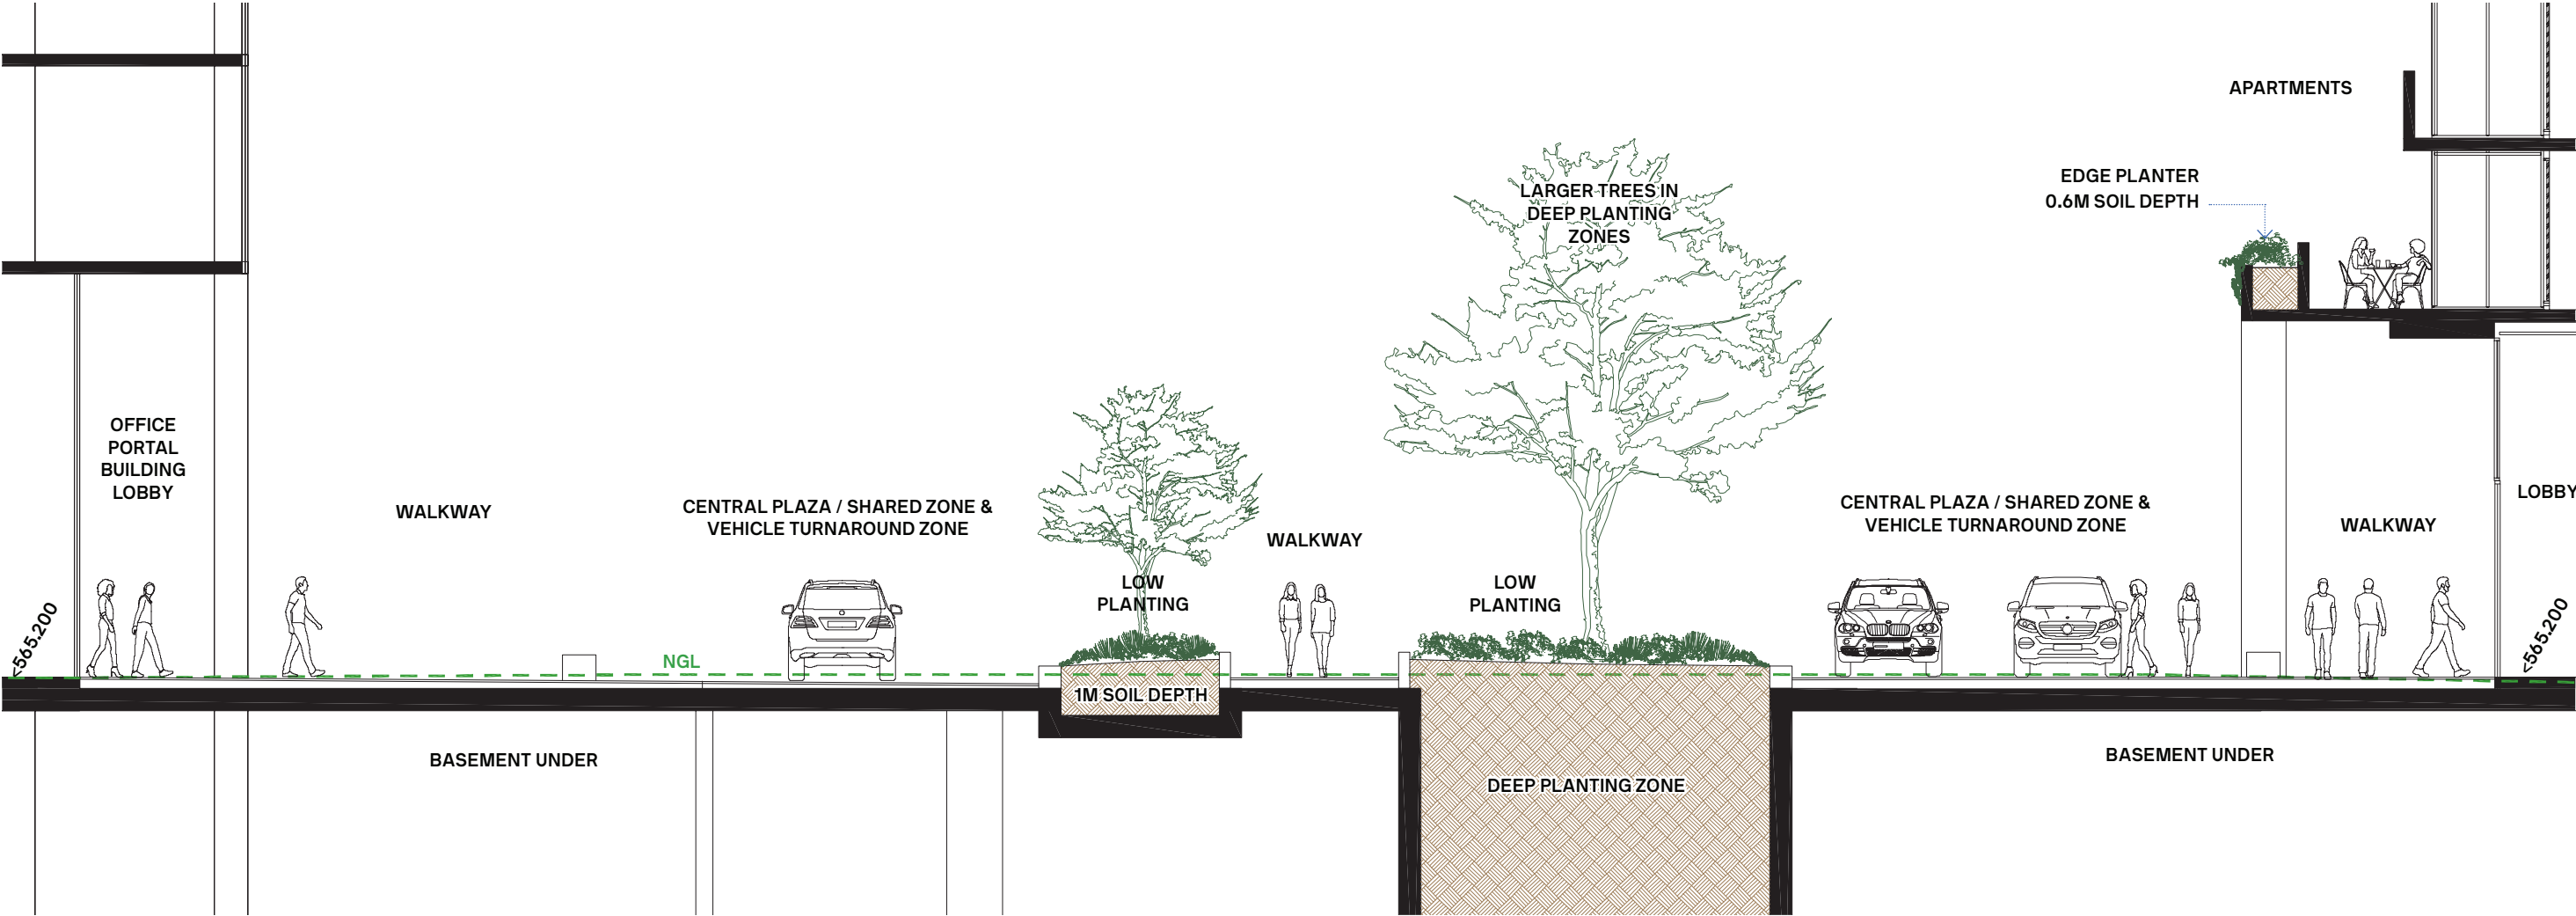 APARTMENTS
EDGE PLANTER
0.6M SOIL DEPTH
LARGER TREES IN
DEEP PLANTING
ZONES
OFFICE
PORTAL
BUILDING
LOBBY
WALKWAY
CENTRAL PLAZA / SHARED ZONE &
VEHICLE TURNAROUND ZONE
WALKWAY
CENTRAL PLAZA / SHARED ZONE &
VEHICLE TURNAROUND ZONE
WALKWAY
LOBBY
LOW
PLANTING
LOW
PLANTING
<565.200
NGL
<565.200
1M SOIL DEPTH
BASEMENT UNDER
DEEP PLANTING ZONE
BASEMENT UNDER